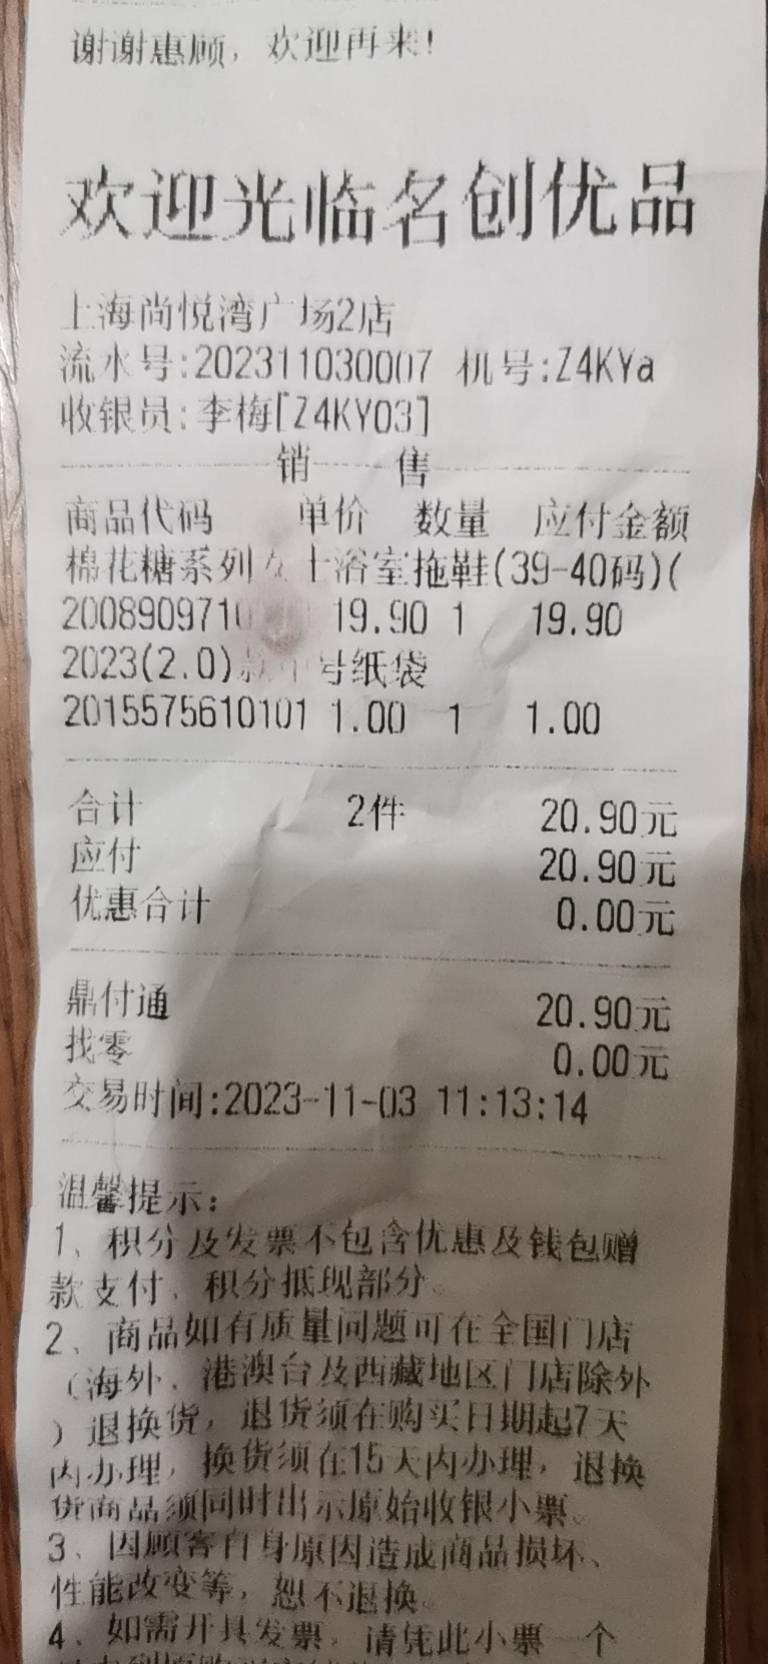 谢谢惠顾，欢迎再来！
欢迎光临名创优品
上海尚悦湾广场2店
流水号:202311030007 机号:Z4KYa
收银员:李梅[Z4KY03]
销 售
商品代码 单价 数量 应付金额
棉花糖系列女士浴室拖鞋(39-40码)(
200890971 19.90 1 19.90
2023(2.0)款 号纸袋
2015575610101 1.00 1 1.00
合计 2件 20.90元
应付 20.90元
优惠合计 0.00元
鼎付通 20.90元
找零 0.00元
交易时间:2023-11-03 11:13:14
温馨提示：
1、积分及发票不包含优惠及钱包赠
款支付、积分抵现部分。
2、商品如有质量问题可在全国门店
（海外、港澳台及西藏地区门店除外
）退换货，退货须在购买日期起7天
内办理，换货须在15天内办理，退换
货商品须同时出示原始收银小票。
3、因顾客自身原因造成商品损坏、
性能改变等，恕不退换。
4、如需开具发票，请凭此小票一个